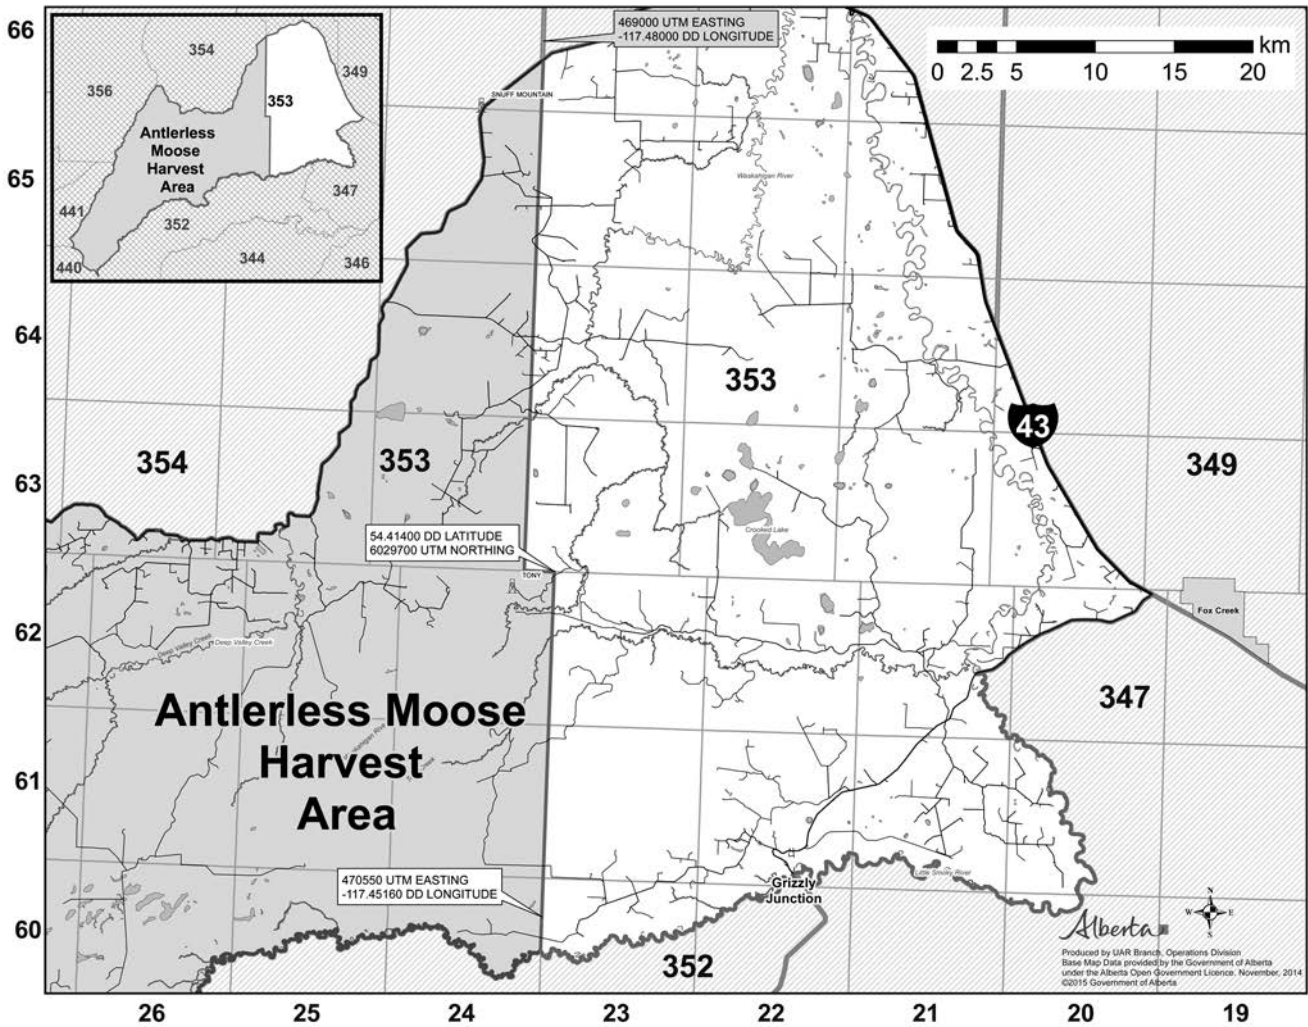 66
65
64
63
62
61
60
469000 UTM EASTING
-117.48000 DD LONGITUDE
km
0 2.5 5 10 15 20
354
356
349
353
Antlerless
Moose
Harvest
Area
441
440
352
344
347
346
SNUFF MOUNTAIN
Waskahigan River
353
43
354
353
349
54.41400 DD LATITUDE
6029700 UTM NORTHING
TONY
Crooked Lake
Fox Creek
Deep Valley Creek
Deep Valley Creek
347
Antlerless Moose
Harvest
Area
470550 UTM EASTING
-117.45160 DD LONGITUDE
Grizzly
Junction
Little Smoky River
352
N
W E
S
Alberta
Produced by UAR Branch, Operations Division
Base Map Data provided by the Government of Alberta
under the Alberta Open Government Licence. November, 2014
©2015 Government of Alberta
26 25 24 23 22 21 20 19